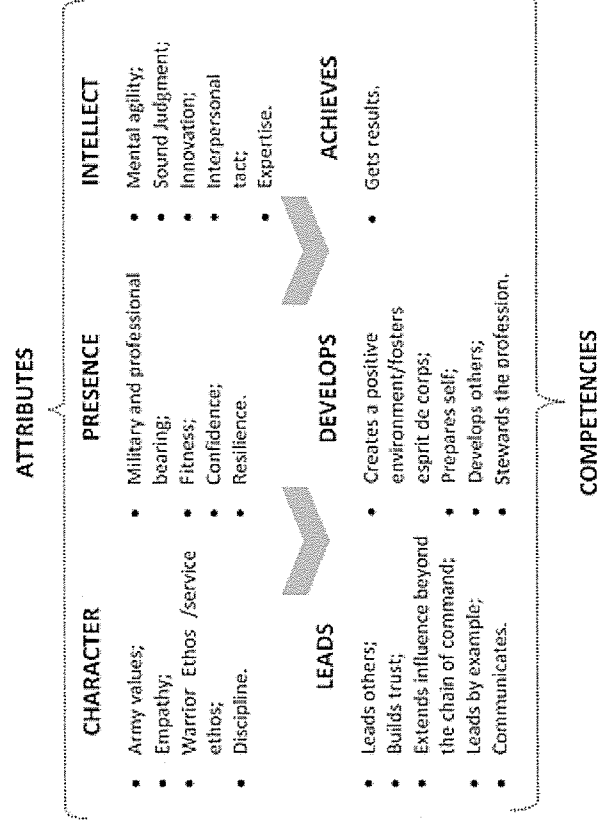 ATTRIBUTES
CHARACTER
• Army values;
• Empathy;
• Warrior Ethos /service
ethos;
• Discipline.
PRESENCE
• Military and professional
bearing;
• Fitness;
• Confidence;
• Resilience.
INTELLECT
• Mental agility;
• Sound Judgment;
• Innovation;
• Interpersonal
tact;
• Expertise.
LEADS
• Leads others;
• Builds trust;
• Extends influence beyond
the chain of command;
• Leads by example;
• Communicates.
DEVELOPS
• Creates a positive
environment/fosters
esprit de corps;
• Prepares self;
• Develops others;
• Stewards the profession.
ACHIEVES
• Gets results.
COMPETENCIES